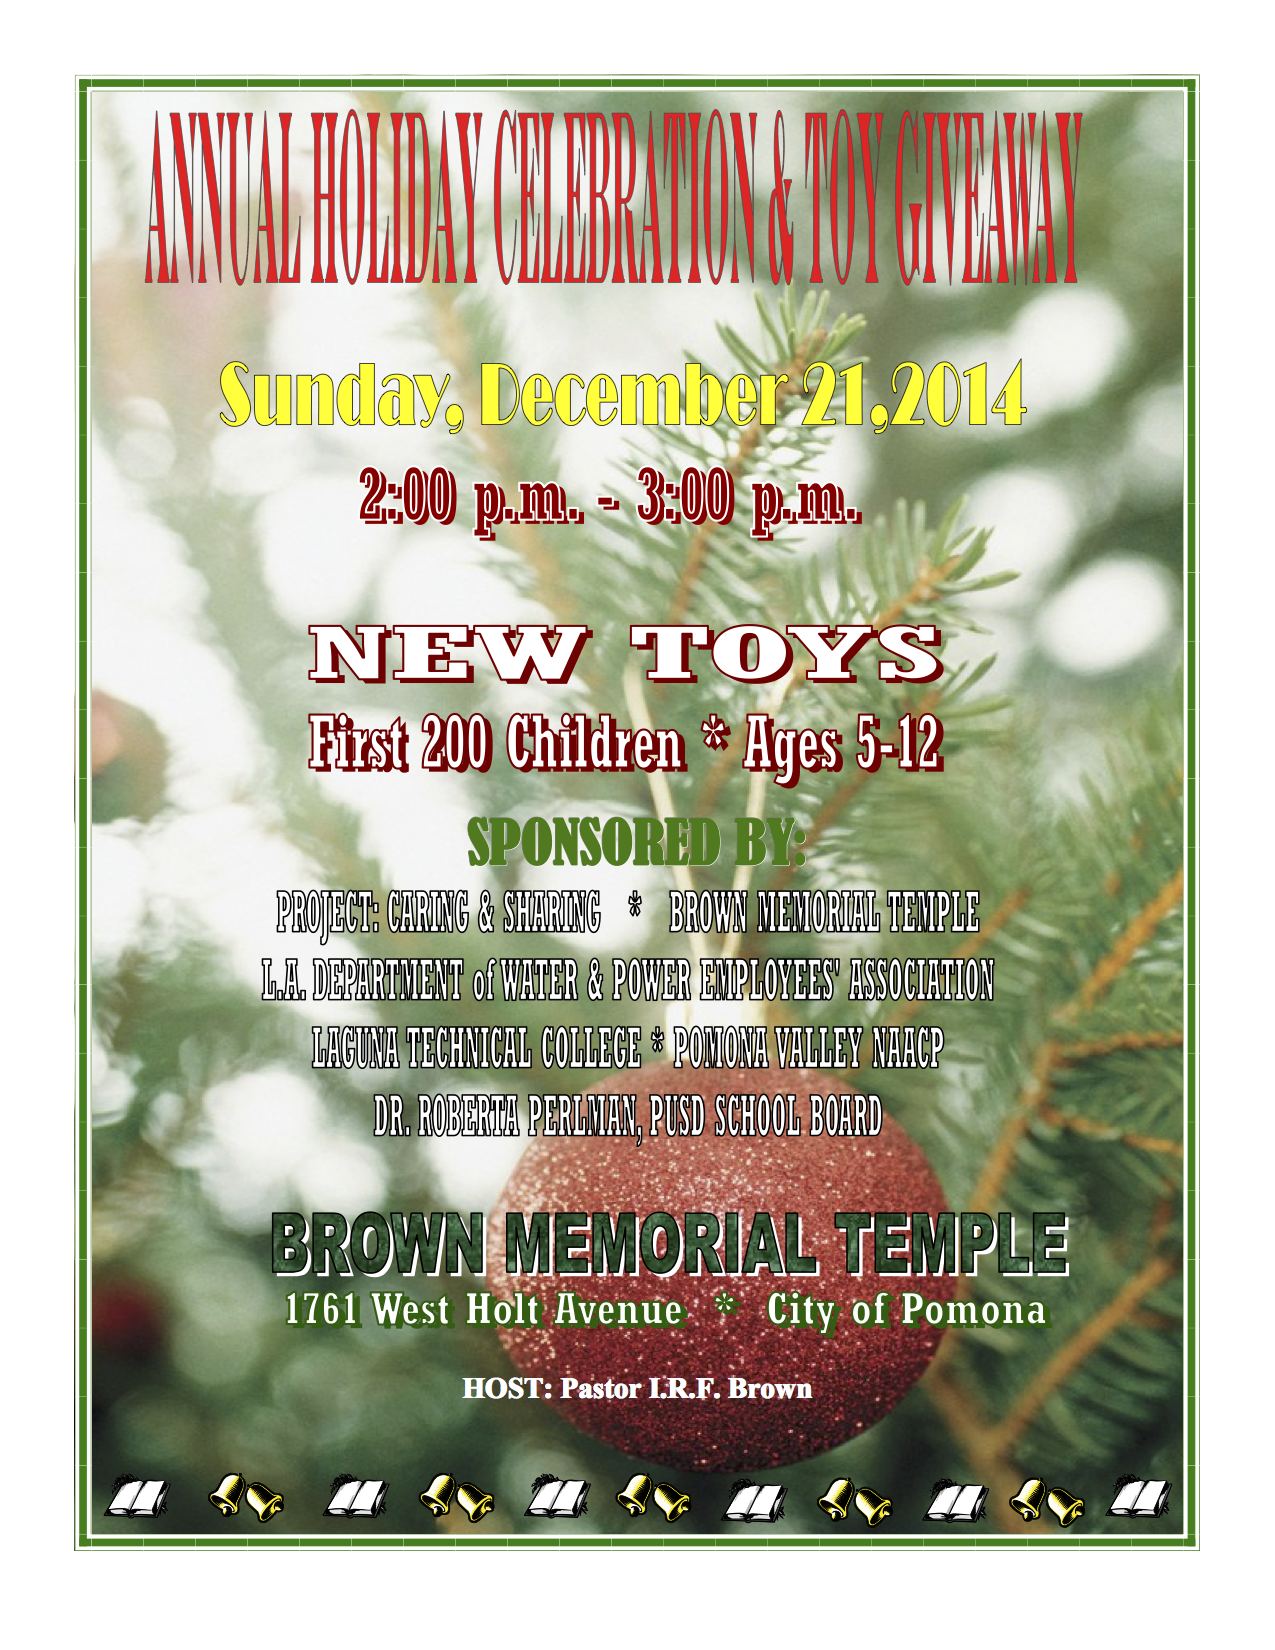 ANNUAL HOLIDAY CELEBRATION & TOY GIVEAWAY
Sunday, December 21,2014
2:00 p.m. - 3:00 p.m.
NEW TOYS
First 200 Children * Ages 5-12
SPONSORED BY:
PROJECT: CARING & SHARING * BROWN MEMORIAL TEMPLE
L.A. DEPARTMENT of WATER & POWER EMPLOYEES' ASSOCIATION
LAGUNA TECHNICAL COLLEGE * POMONA VALLEY NAACP
DR. ROBERTA PERLMAN, PUSD SCHOOL BOARD
BROWN MEMORIAL TEMPLE
1761 West Holt Avenue * City of Pomona
HOST: Pastor I.R.F. Brown